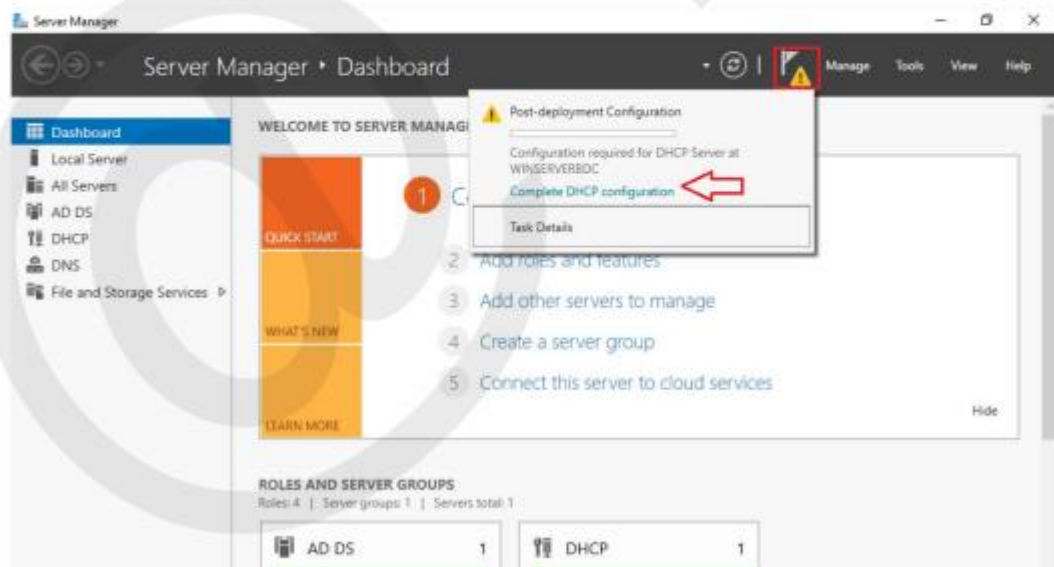 Server Manager
Server Manager • Dashboard
Manage Tools View Help
Dashboard
Local Server
All Servers
AD DS
DHCP
DNS
File and Storage Services
WELCOME TO SERVER MANAG
Post-deployment Configuration
Configuration required for DHCP Server at
WINSERVERBDC
Complete DHCP configuration
Task Details
QUICK START
WHAT'S NEW
LEARN MORE
1 C
2 Add roles and features
3 Add other servers to manage
4 Create a server group
5 Connect this server to cloud services
Hide
ROLES AND SERVER GROUPS
Roles: 4 | Server groups: 1 | Servers total: 1
AD DS 1
DHCP 1